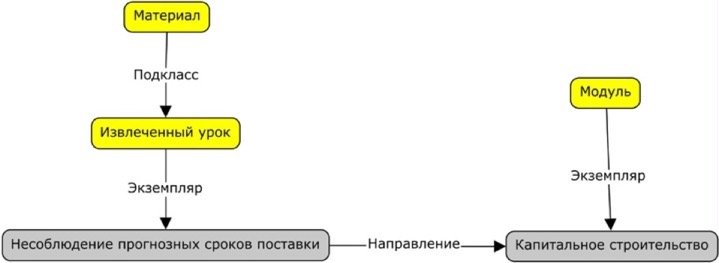 Материал
Подкласс
Модуль
Извлеченный урок
Экземпляр
Экземпляр
Несоблюдение прогнозных сроков поставки
Направление
Капитальное строительство